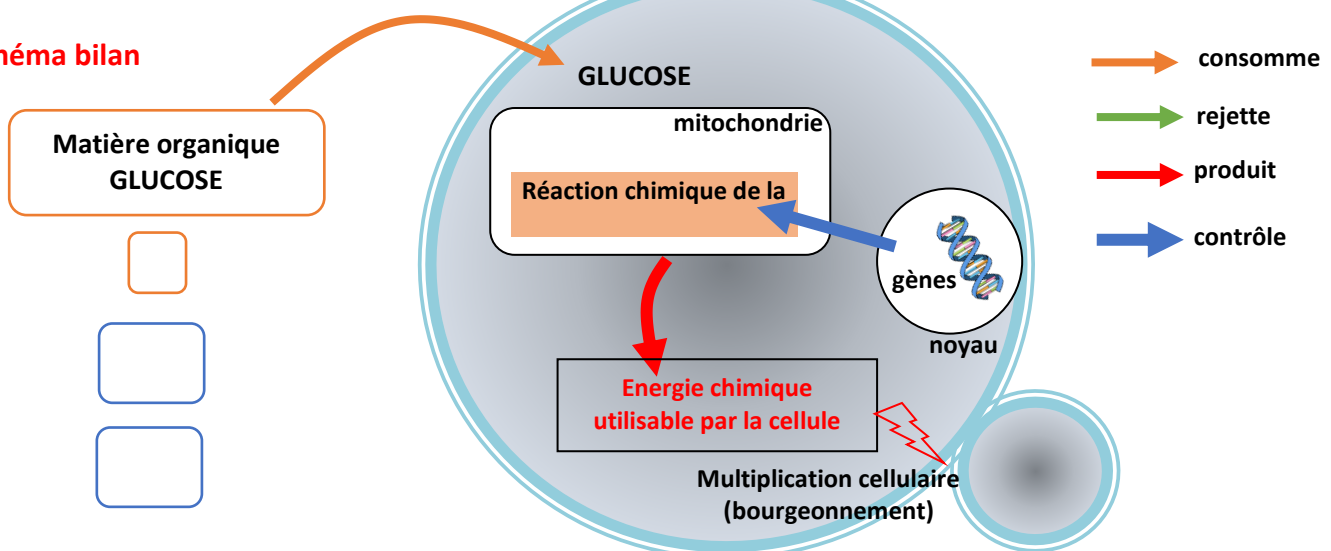 néma bilan
Matière organique
GLUCOSE
GLUCOSE
mitochondrie
Réaction chimique de la
gènes
noyau
Energie chimique
utilisable par la cellule
Multiplication cellulaire
(bourgeonnement)
consomme
rejette
produit
contrôle